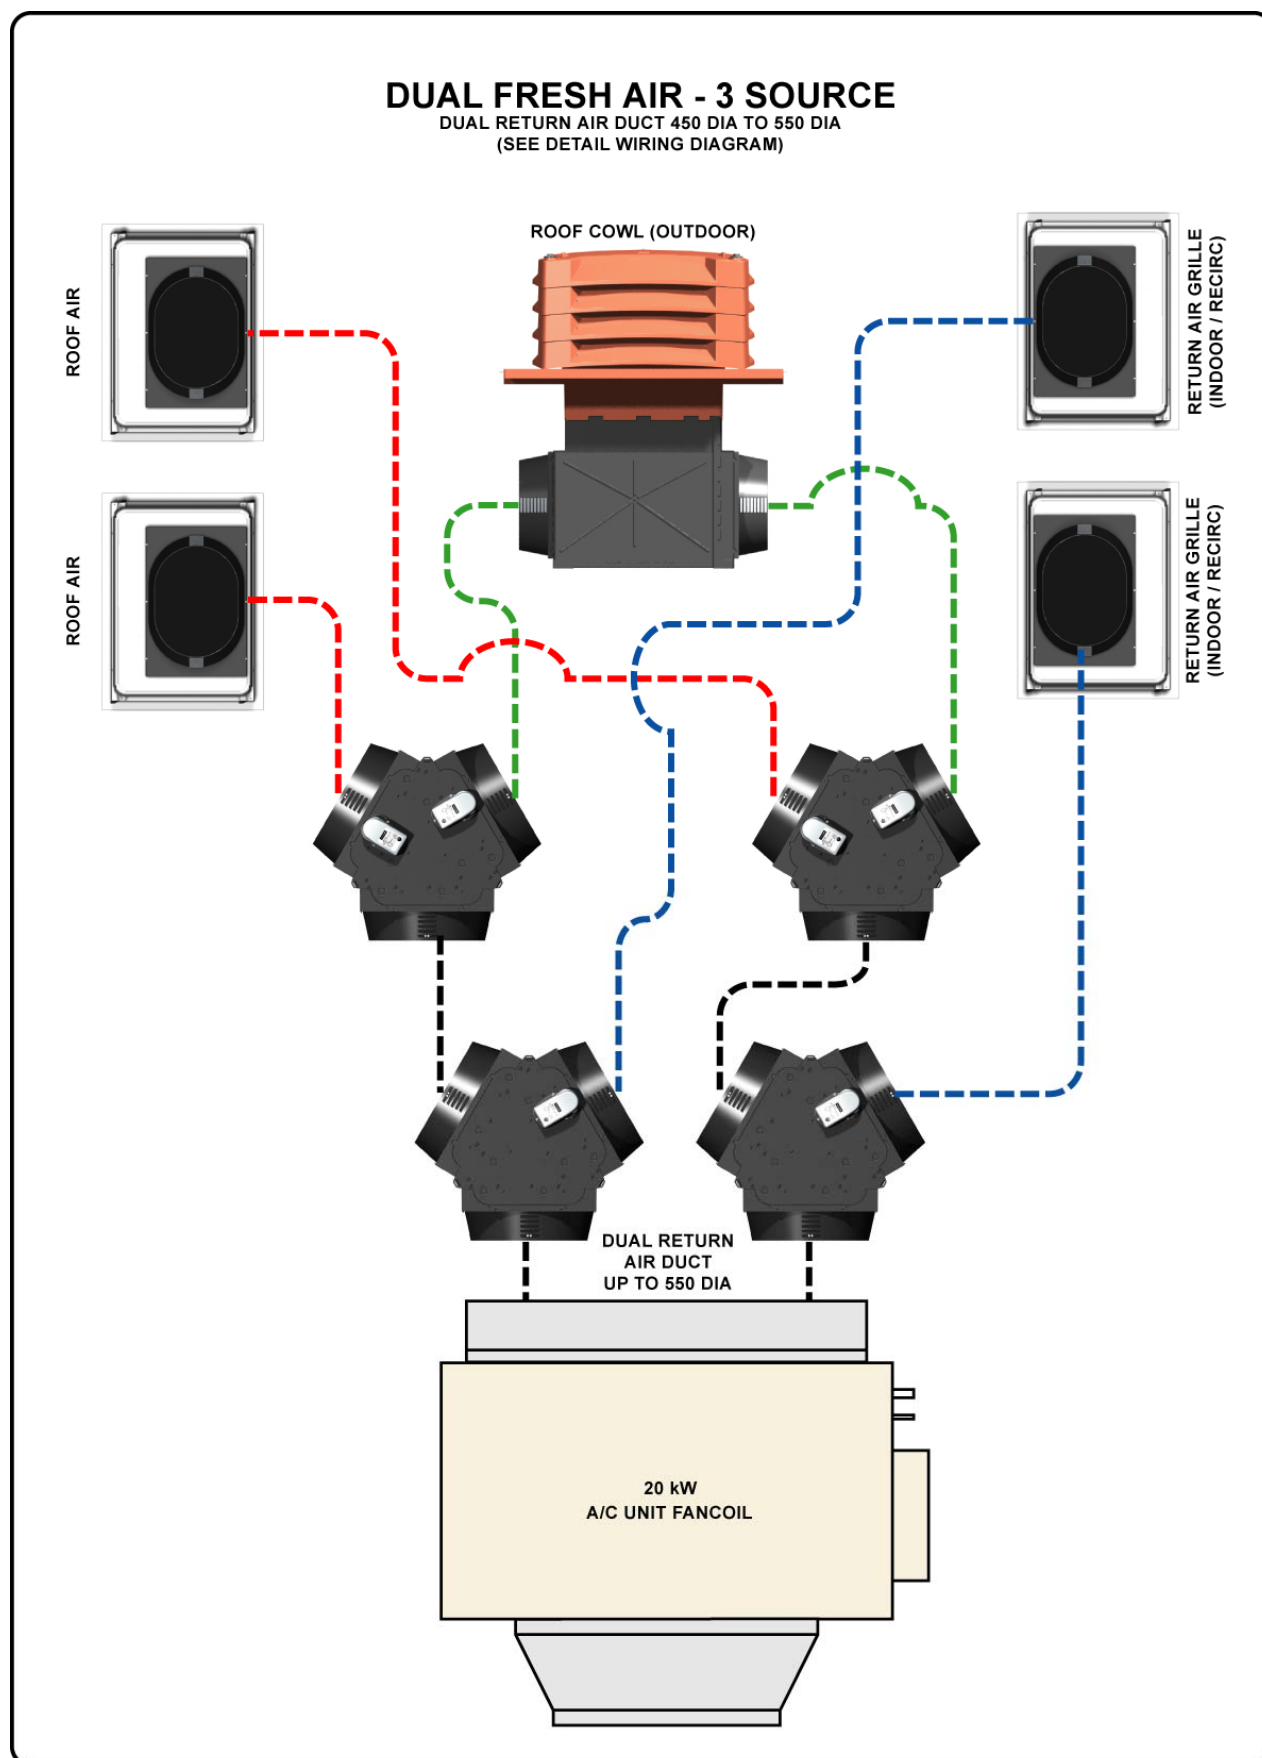 DUAL FRESH AIR - 3 SOURCE
DUAL RETURN AIR DUCT 450 DIA TO 550 DIA
(SEE DETAIL WIRING DIAGRAM)
ROOF COWL (OUTDOOR)
ROOF AIR
RETURN AIR GRILLE
(INDOOR / RECIRC)
ROOF AIR
RETURN AIR GRILLE
(INDOOR / RECIRC)
DUAL RETURN
AIR DUCT
UP TO 550 DIA
20 kW
A/C UNIT FANCOIL